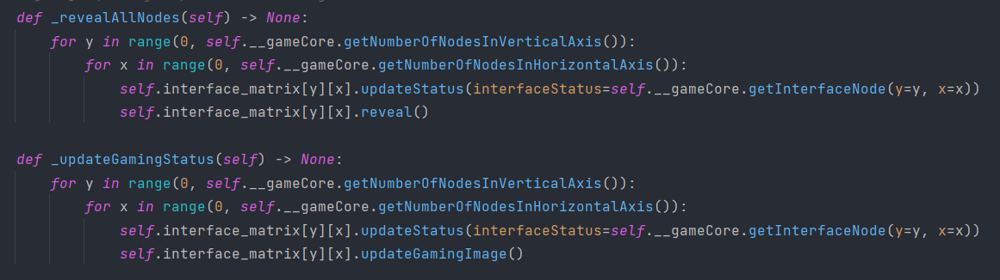 def _revealAllNodes(self) -> None:
    for y in range(0, self.__gameCore.getNumberOfNodesInVerticalAxis()):
        for x in range(0, self.__gameCore.getNumberOfNodesInHorizontalAxis()):
            self.interface_matrix[y][x].updateStatus(interfaceStatus=self.__gameCore.getInterfaceNode(y=y, x=x))
            self.interface_matrix[y][x].reveal()

def _updateGamingStatus(self) -> None:
    for y in range(0, self.__gameCore.getNumberOfNodesInVerticalAxis()):
        for x in range(0, self.__gameCore.getNumberOfNodesInHorizontalAxis()):
            self.interface_matrix[y][x].updateStatus(interfaceStatus=self.__gameCore.getInterfaceNode(y=y, x=x))
            self.interface_matrix[y][x].updateGamingImage()